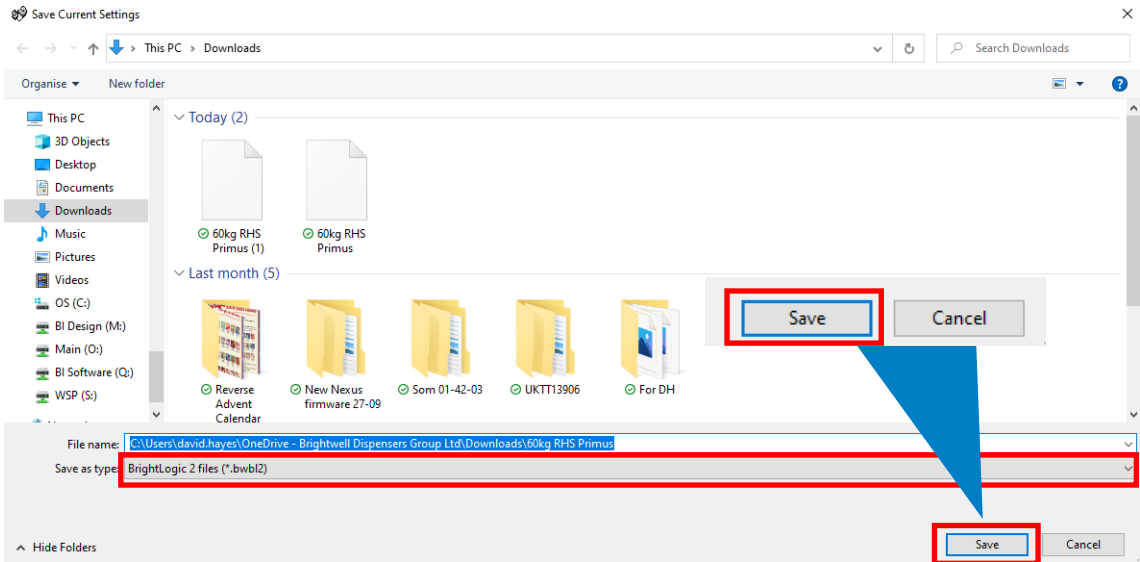 Save Current Settings
This PC > Downloads
Search Downloads
Organise
New folder
This PC
3D Objects
Desktop
Documents
Downloads
Music
Pictures
Videos
OS (C:)
BI Design (M:)
Main (O:)
BI Software (Q:)
WSP (S:)
Today (2)
60kg RHS
Primus (1)
60kg RHS
Primus
Last month (5)
Reverse
Advent
Calendar
New Nexus
firmware 27-09
Som 01-42-03
UKTT13906
For DH
Save
Cancel
File name: C:\Users\david.hayes\OneDrive - Brightwell Dispensers Group Ltd\Downloads\60kg RHS Primus
Save as type: BrightLogic 2 files (*.bwbl2)
Hide Folders
Save
Cancel